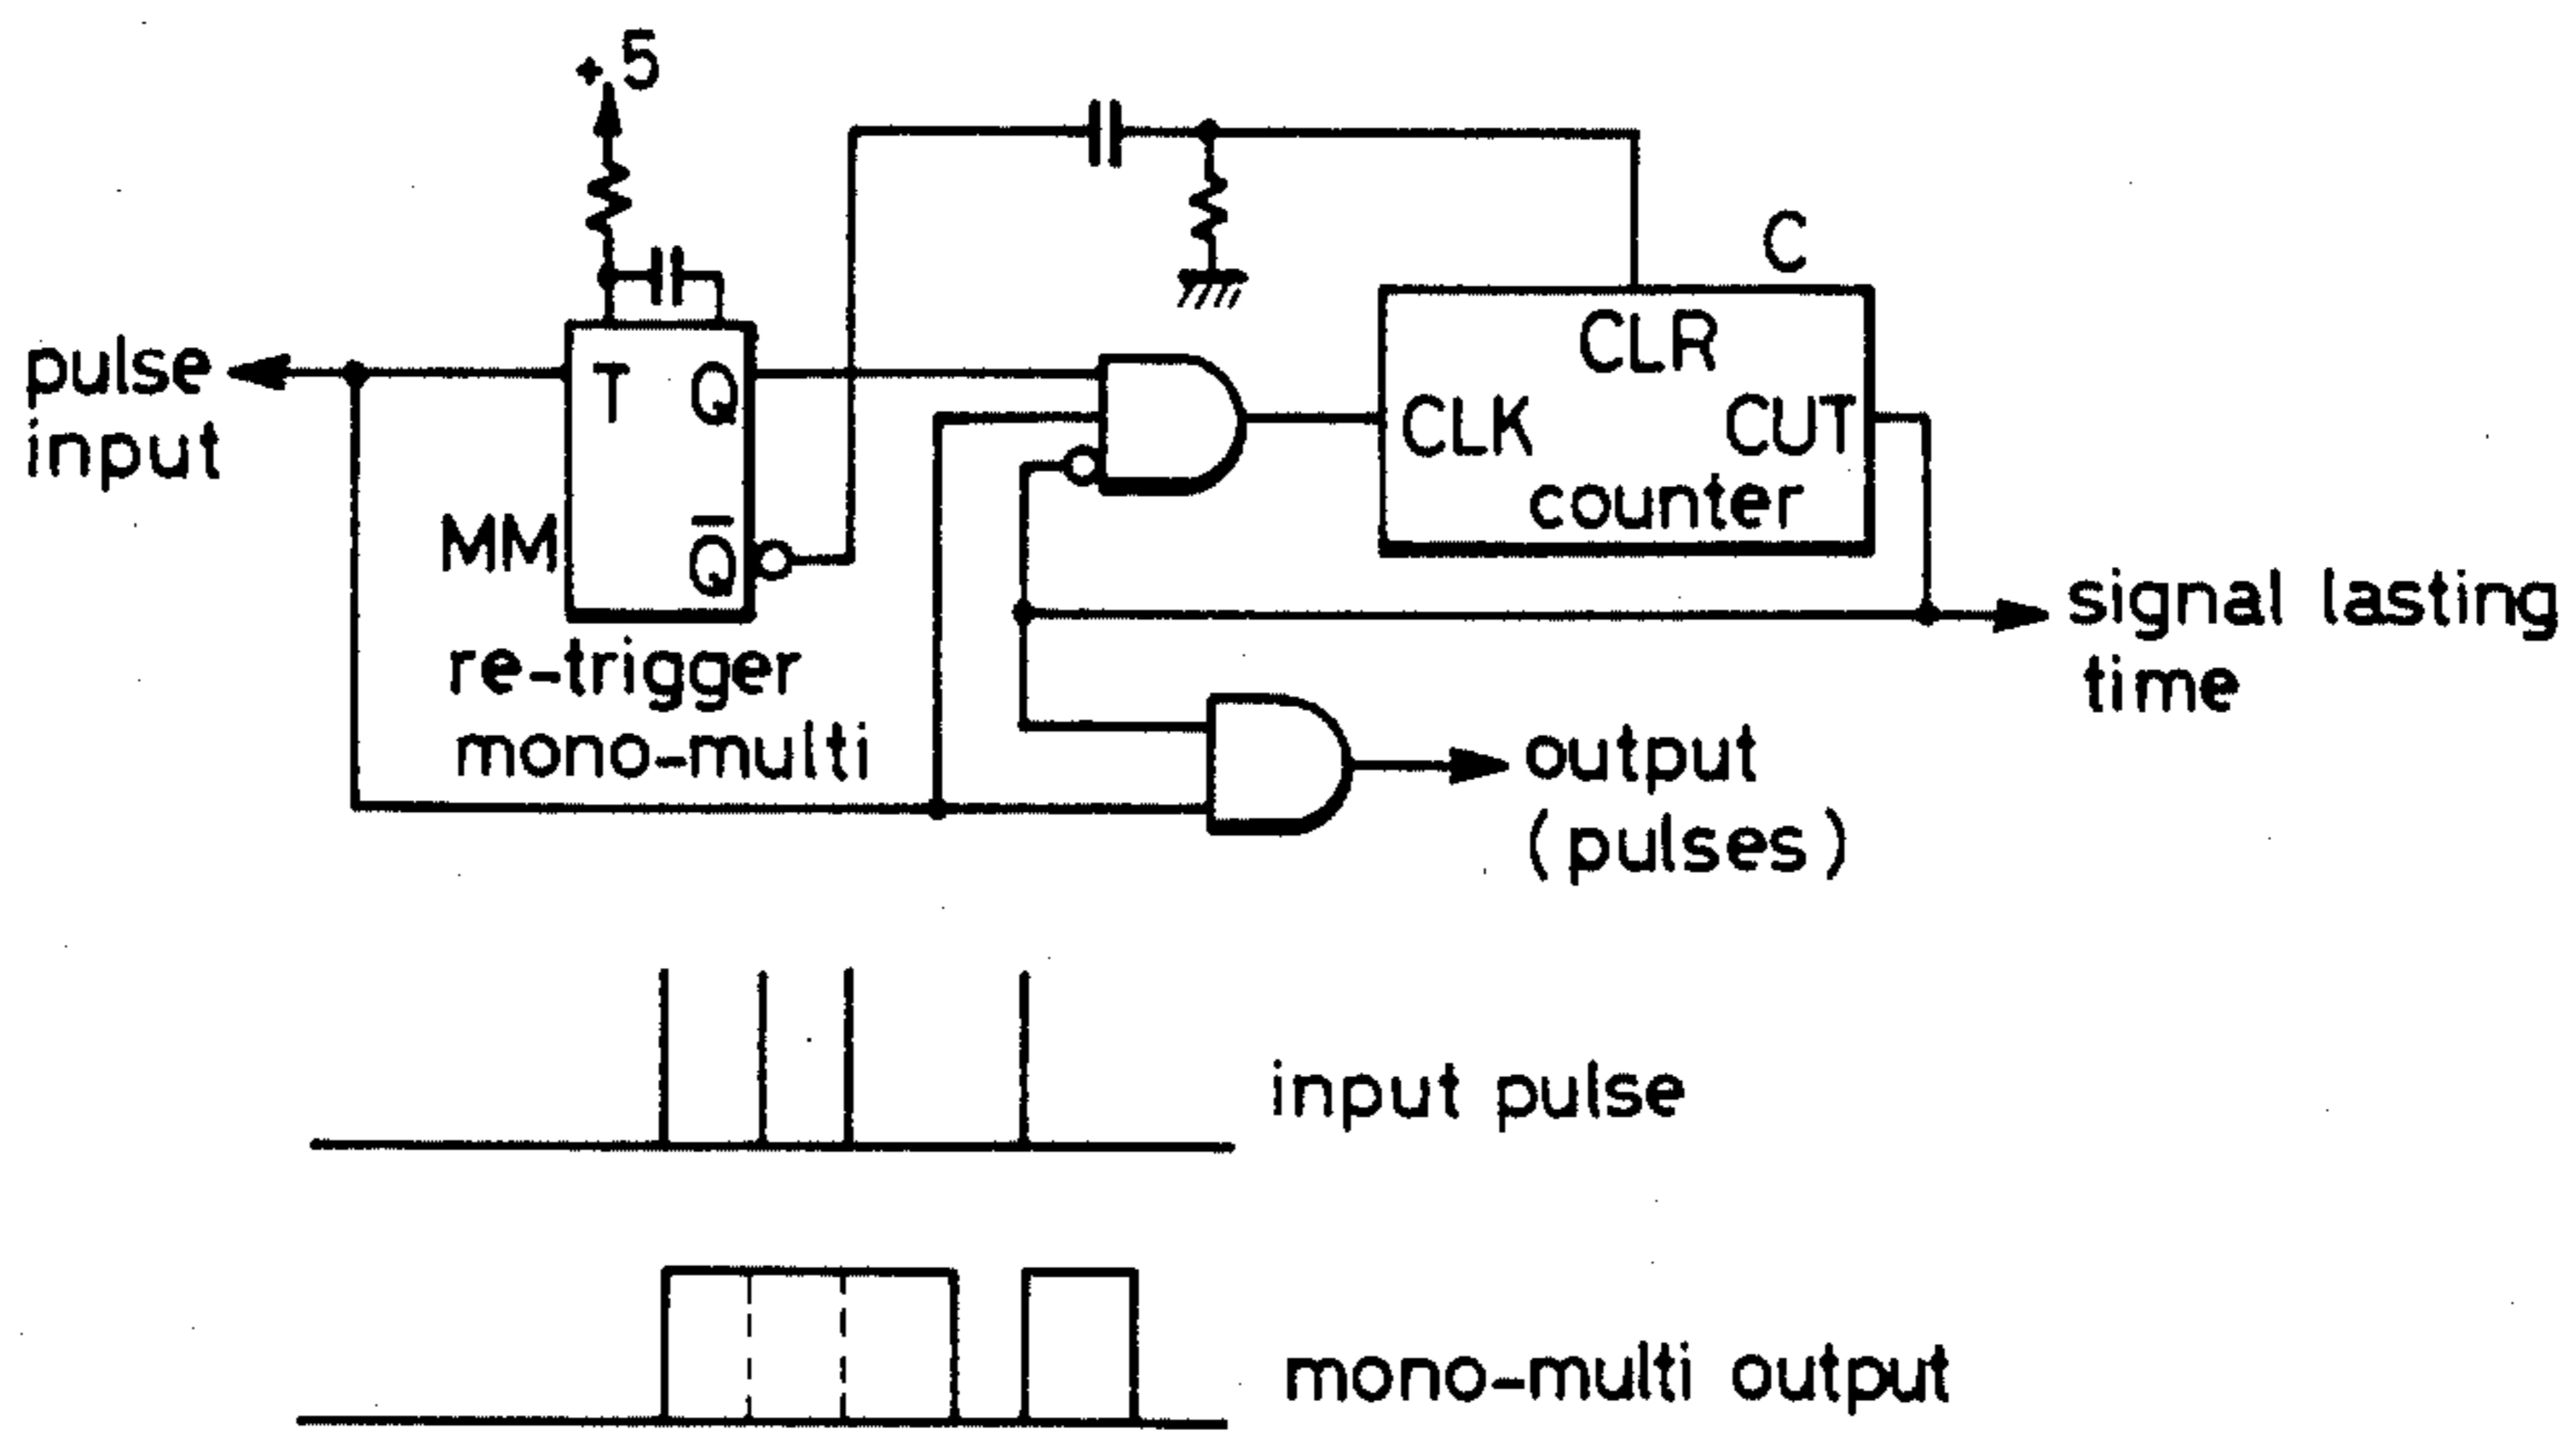 +5
C
pulse
input
T Q
CLR
CLK CUT
counter
MM
Q̅
re-trigger
mono-multi
signal lasting
time
output
(pulses)
input pulse
mono-multi output